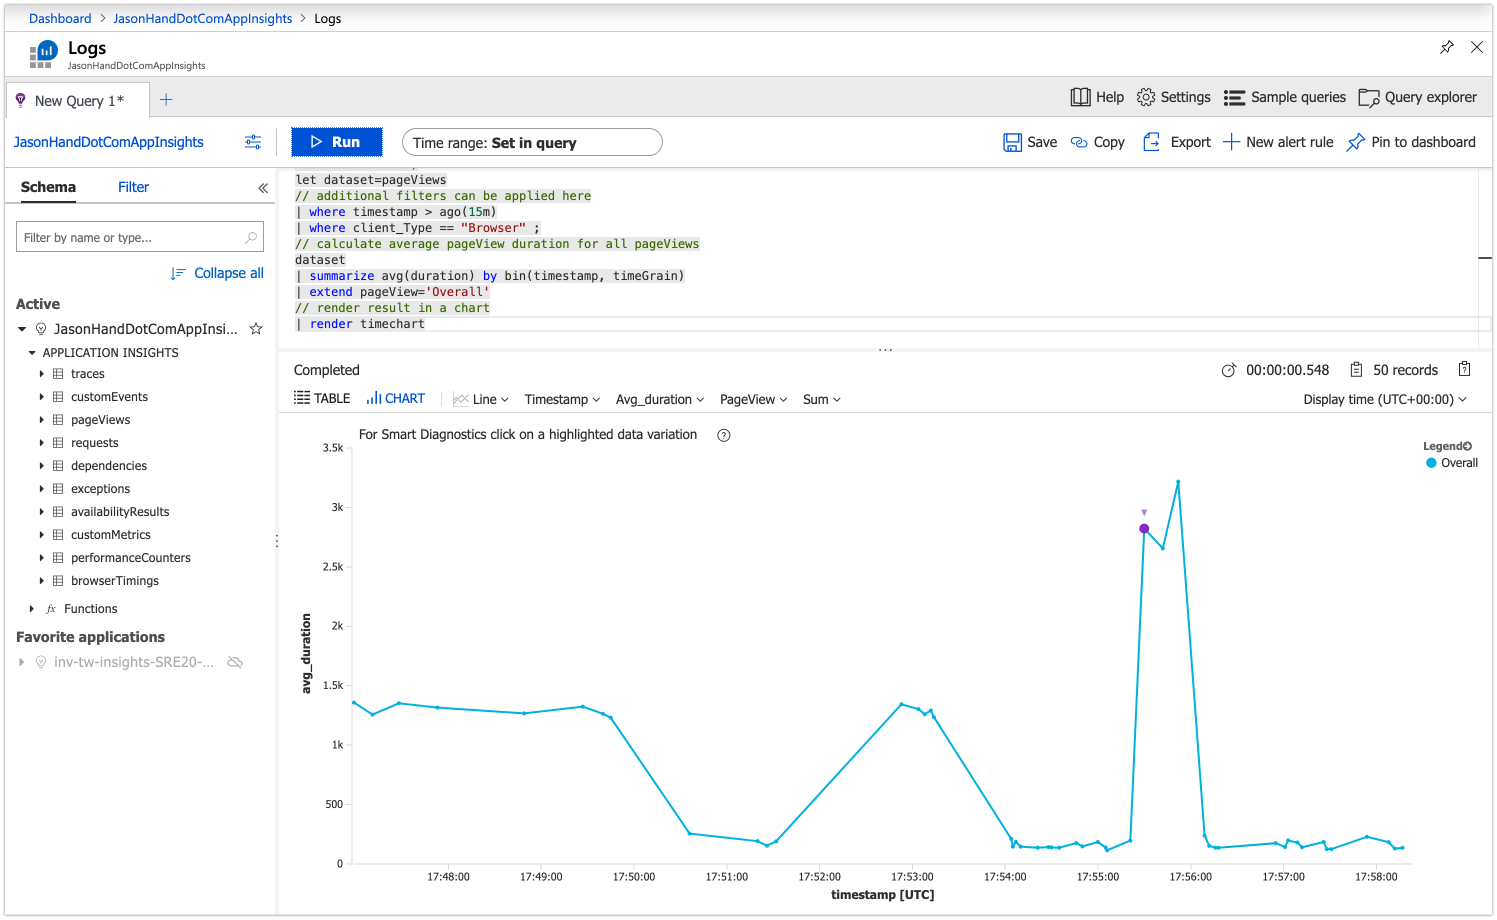 Dashboard > JasonHandDotComAppInsights > Logs
Logs
JasonHandDotComAppInsights
New Query 1* +
Help Settings Sample queries Query explorer
JasonHandDotComAppInsights Run Time range: Set in query Save Copy Export New alert rule Pin to dashboard
Schema Filter «
Filter by name or type...
Collapse all
Active
JasonHandDotComAppInsi...
APPLICATION INSIGHTS
traces
customEvents
pageViews
requests
dependencies
exceptions
availabilityResults
customMetrics
performanceCounters
browserTimings
fx Functions
Favorite applications
inv-tw-insights-SRE20-...
let dataset=pageViews
// additional filters can be applied here
| where timestamp > ago(15m)
| where client_Type == "Browser" ;
// calculate average pageView duration for all pageViews
dataset
| summarize avg(duration) by bin(timestamp, timeGrain)
| extend pageView='Overall'
// render result in a chart
| render timechart
...
Completed 00:00:00.548 50 records
TABLE CHART Line Timestamp Avg_duration PageView Sum Display time (UTC+00:00)
For Smart Diagnostics click on a highlighted data variation ?
Legend
Overall
3.5k
3k
2.5k
2k
1.5k
1k
500
0
avg_duration
17:48:00 17:49:00 17:50:00 17:51:00 17:52:00 17:53:00 17:54:00 17:55:00 17:56:00 17:57:00 17:58:00
timestamp [UTC]